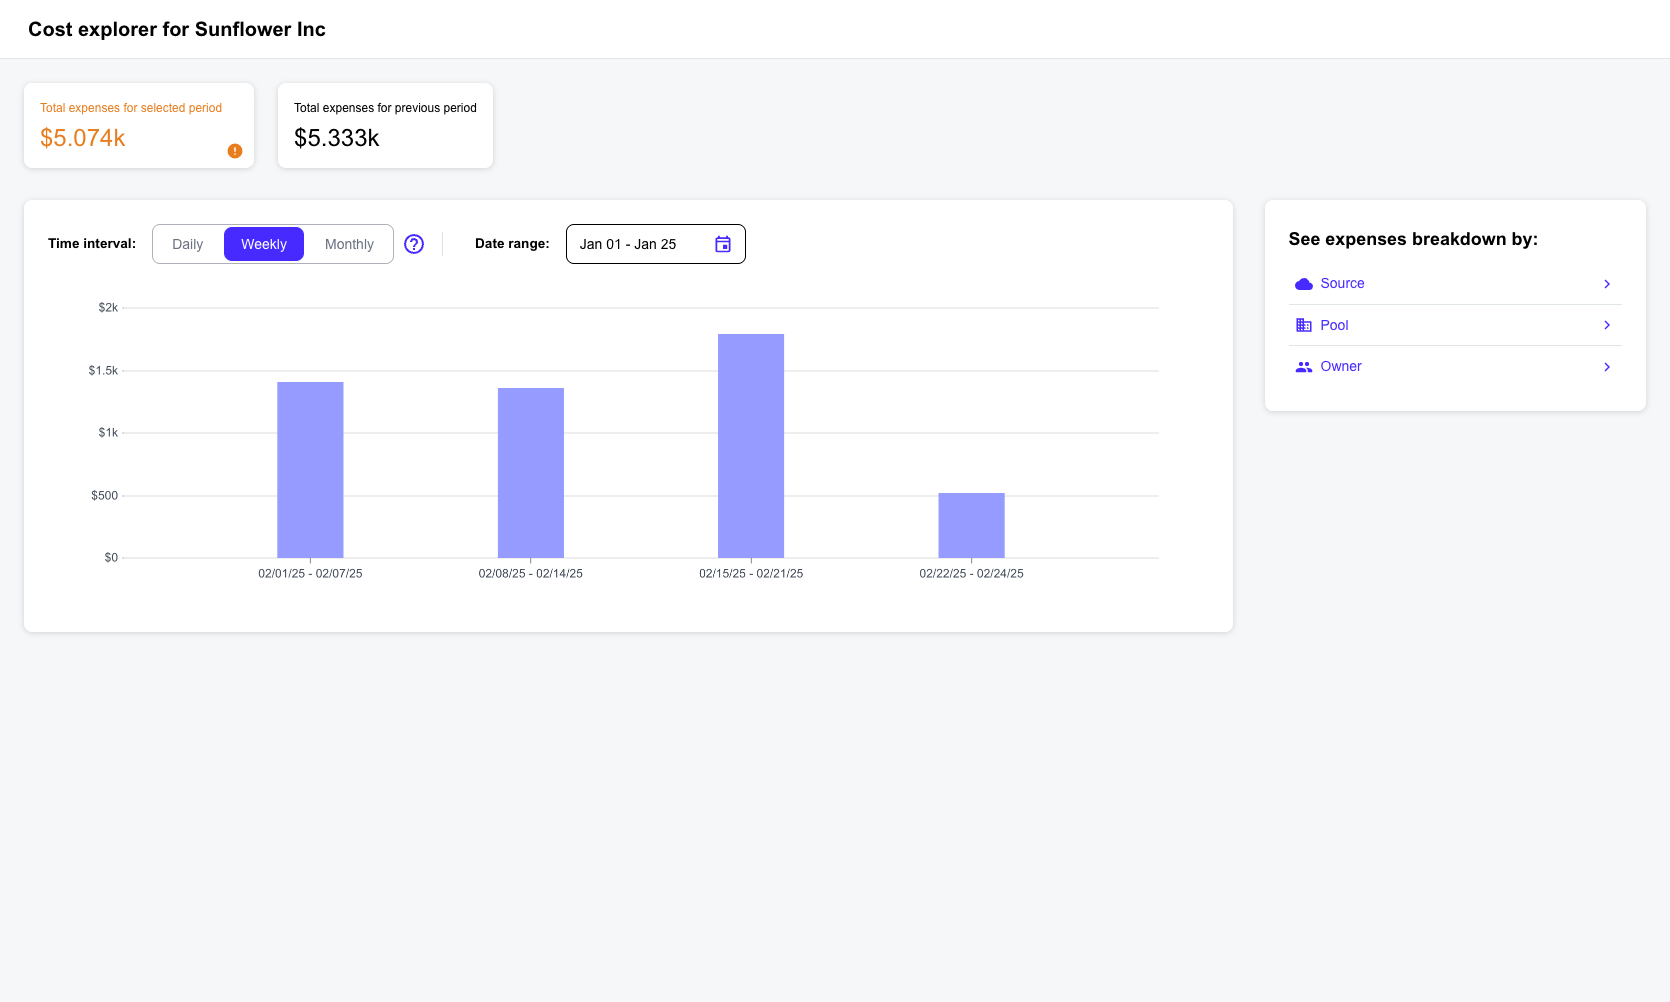 Cost explorer for Sunflower Inc
Total expenses for selected period
$5.074k
Total expenses for previous period
$5.333k
Time interval:
Daily
Weekly
Monthly
Date range:
Jan 01 - Jan 25
$2k
$1.5k
$1k
$500
$0
02/01/25 - 02/07/25
02/08/25 - 02/14/25
02/15/25 - 02/21/25
02/22/25 - 02/24/25
See expenses breakdown by:
Source
Pool
Owner